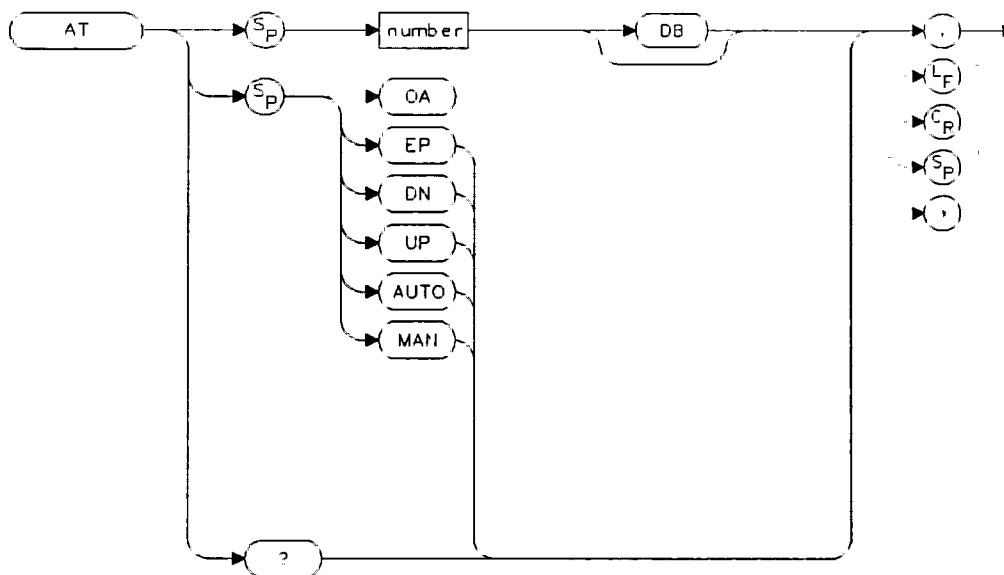 AT SP number DB ,
LF
SP OA
CR
EP
SP
DN
,
UP
AUTO
MAN
?